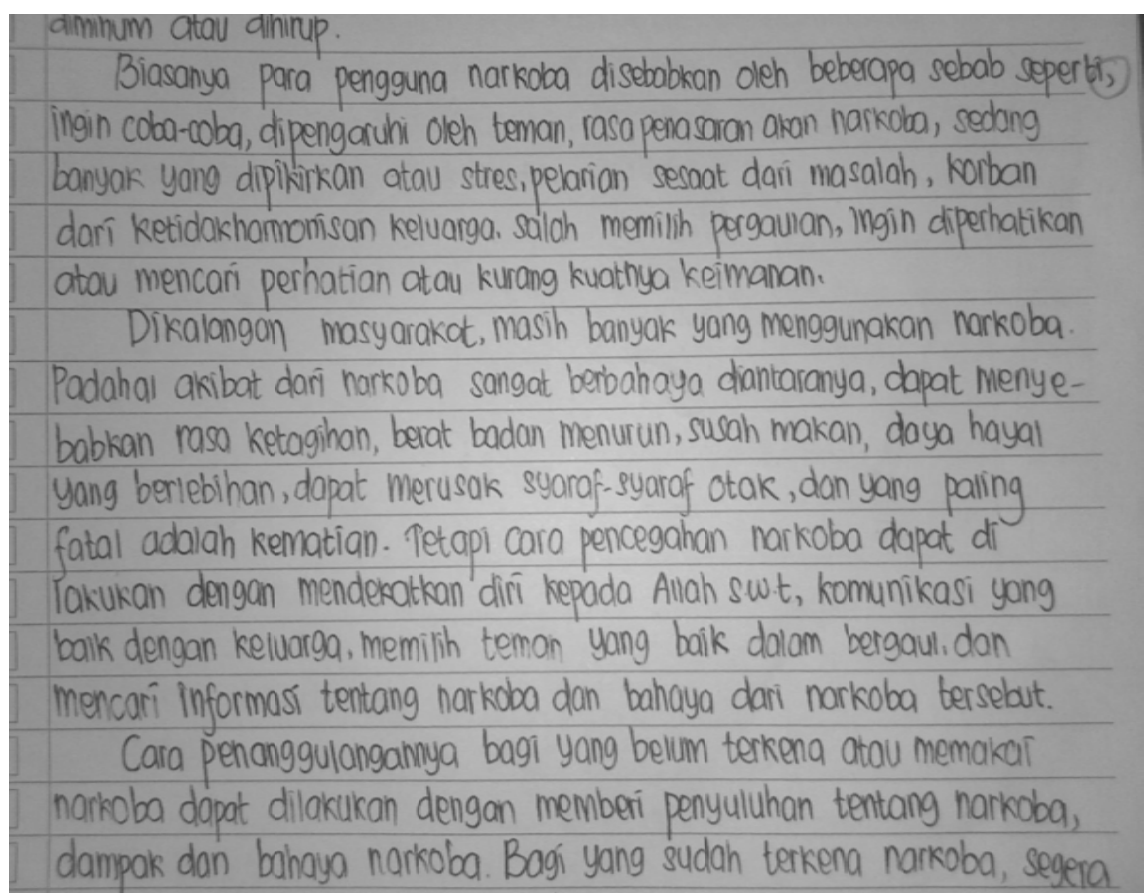 diminum atau dihirup.
Biasanya para pengguna narkoba disebabkan oleh beberapa sebab seperti,
ingin coba-coba, dipengaruhi oleh teman, rasa penasaran akan narkoba, sedang
banyak yang dipikirkan atau stres, pelarian sesaat dari masalah, korban
dari ketidakharmonisan keluarga. salah memilih pergaulan, ingin diperhatikan
atau mencari perhatian atau kurang kuatnya keimanan.
Dikalangan masyarakat, masih banyak yang menggunakan narkoba.
Padahal akibat dari narkoba sangat berbahaya diantaranya, dapat menye-
babkan rasa ketagihan, berat badan menurun, susah makan, daya hayal
yang berlebihan, dapat merusak syaraf-syaraf otak, dan yang paling
fatal adalah kematian. Tetapi cara pencegahan narkoba dapat di
lakukan dengan mendekatkan diri kepada Allah swt, komunikasi yang
baik dengan keluarga, memilih teman yang baik dalam bergaul. dan
mencari informasi tentang narkoba dan bahaya dari narkoba tersebut.
Cara penanggulangannya bagi yang belum terkena atau memakai
narkoba dapat dilakukan dengan memberi penyuluhan tentang narkoba,
dampak dan bahaya narkoba. Bagi yang sudah terkena narkoba, segera